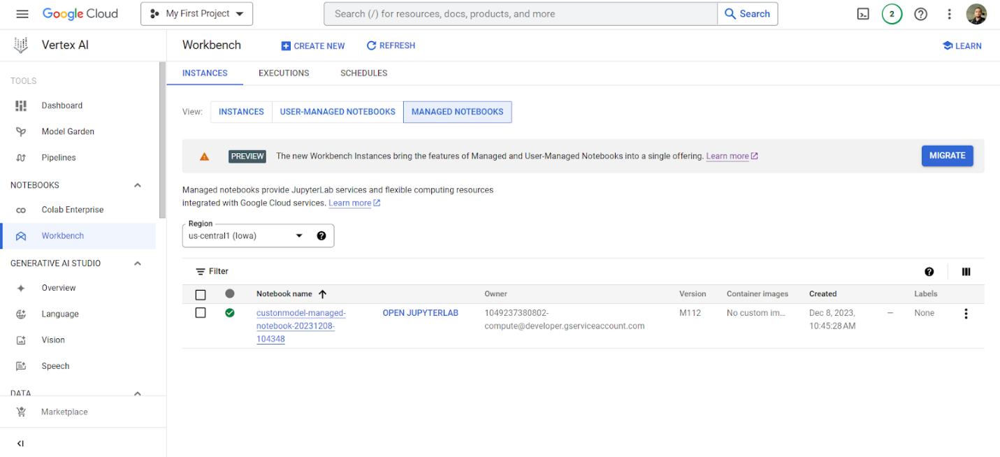 Google Cloud
My First Project
Search (/) for resources, docs, products, and more
Search
2
Vertex AI
Workbench
CREATE NEW
REFRESH
LEARN
TOOLS
Dashboard
Model Garden
Pipelines
NOTEBOOKS
Colab Enterprise
Workbench
GENERATIVE AI STUDIO
Overview
Language
Vision
Speech
DATA
Marketplace
INSTANCES EXECUTIONS SCHEDULES
View: INSTANCES USER-MANAGED NOTEBOOKS MANAGED NOTEBOOKS
PREVIEW The new Workbench Instances bring the features of Managed and User-Managed Notebooks into a single offering. Learn more
MIGRATE
Managed notebooks provide JupyterLab services and flexible computing resources
integrated with Google Cloud services. Learn more
Region
us-central1 (Iowa)
Filter
Notebook name Owner Version Container images Created Labels
custonmodel-managed-
notebook-20231208-
104348
OPEN JUPYTERLAB
1049237380802-
compute@developer.gserviceaccount.com
M112
No custom im...
Dec 8, 2023,
10:45:28 AM
—
None